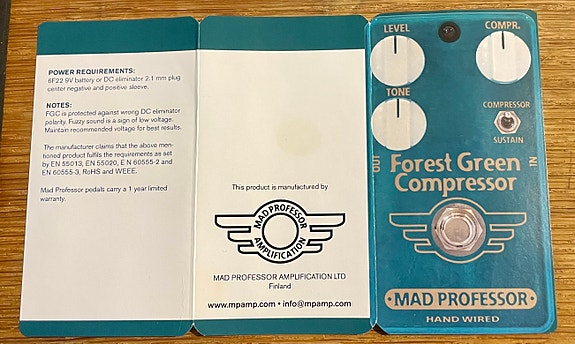 POWER REQUIREMENTS:
6F22 9V battery or DC eliminator 2.1 mm plug
center negative and positive sleeve.
NOTES:
FGC is protected against wrong DC eliminator
polarity. Fuzzy sound is a sign of low voltage.
Maintain recommended voltage for best results.
The manufacturer claims that the above men-
tioned product fulfils the requirements as set
by EN 55013, EN 55020, E N 60555-2 and
EN 60555-3, RoHS and WEEE.
Mad Professor pedals carry a 1 year limited
warranty.
This product is manufactured by
MAD PROFESSOR
AMPLIFICATION
MAD PROFESSOR AMPLIFICATION LTD
Finland
www.mpamp.com • info@mpamp.com
LEVEL
COMPR.
TONE
COMPRESSOR
SUSTAIN
OUT
IN
Forest Green
Compressor
• MAD PROFESSOR •
HAND WIRED